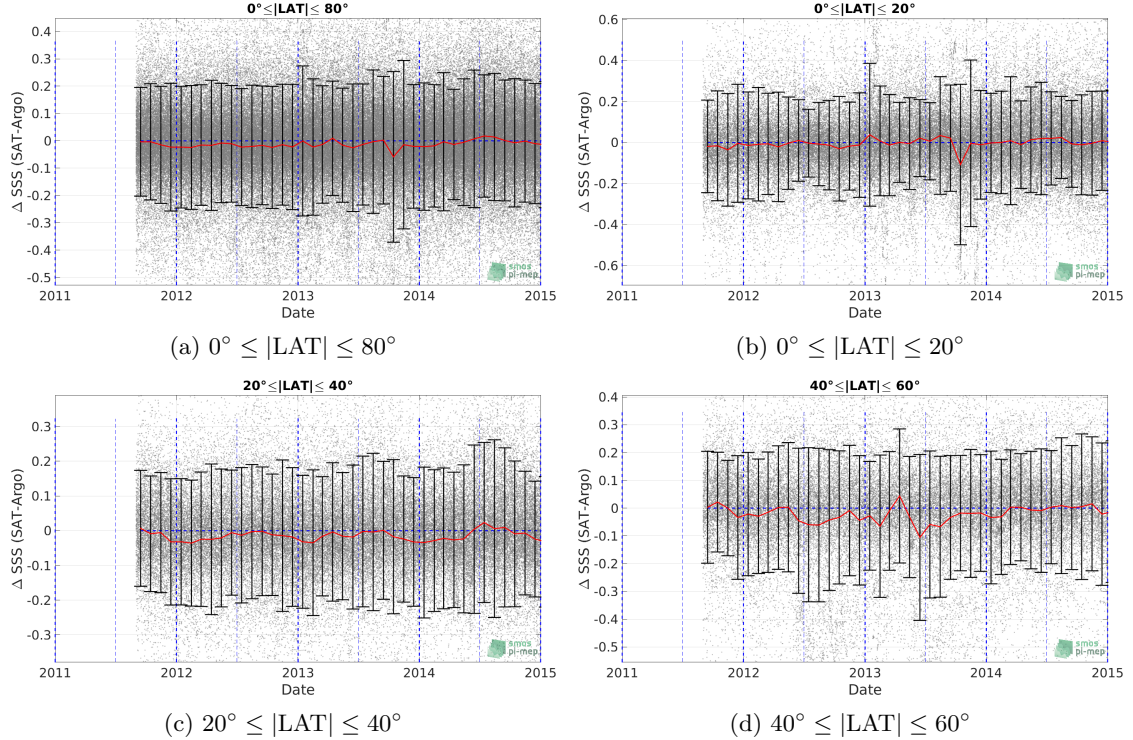 0°≤|LAT|≤ 80°
0.4
0.3
0.2
0.1
0
-0.1
-0.2
-0.3
-0.4
-0.5
Δ SSS (SAT-Argo)
2011 2012 2013 2014 2015
Date
smos
pi-mep
(a) 0° ≤ |LAT| ≤ 80°
0°≤|LAT|≤ 20°
0.6
0.4
0.2
0
-0.2
-0.4
-0.6
Δ SSS (SAT-Argo)
2011 2012 2013 2014 2015
Date
smos
pi-mep
(b) 0° ≤ |LAT| ≤ 20°
20°≤|LAT|≤ 40°
0.3
0.2
0.1
0
-0.1
-0.2
-0.3
Δ SSS (SAT-Argo)
2011 2012 2013 2014 2015
Date
smos
pi-mep
(c) 20° ≤ |LAT| ≤ 40°
40°≤|LAT|≤ 60°
0.4
0.3
0.2
0.1
0
-0.1
-0.2
-0.3
-0.4
-0.5
Δ SSS (SAT-Argo)
2011 2012 2013 2014 2015
Date
smos
pi-mep
(d) 40° ≤ |LAT| ≤ 60°